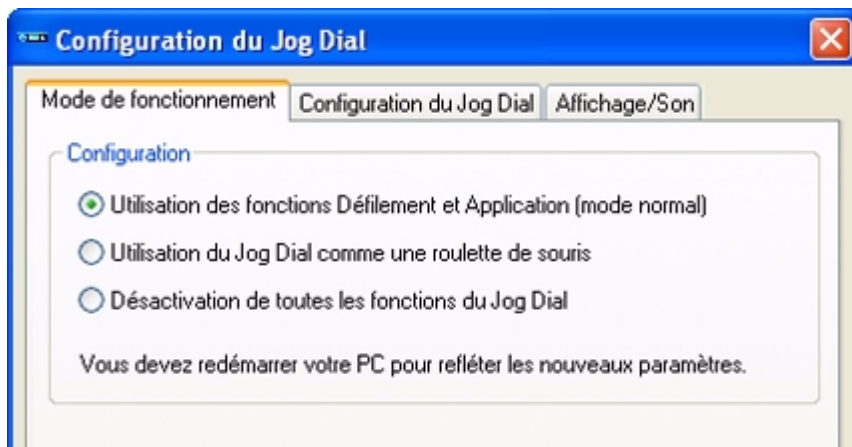 Configuration du Jog Dial
Mode de fonctionnement
Configuration du Jog Dial
Affichage/Son
Configuration
Utilisation des fonctions Défilement et Application (mode normal)
Utilisation du Jog Dial comme une roulette de souris
Désactivation de toutes les fonctions du Jog Dial
Vous devez redémarrer votre PC pour refléter les nouveaux paramètres.